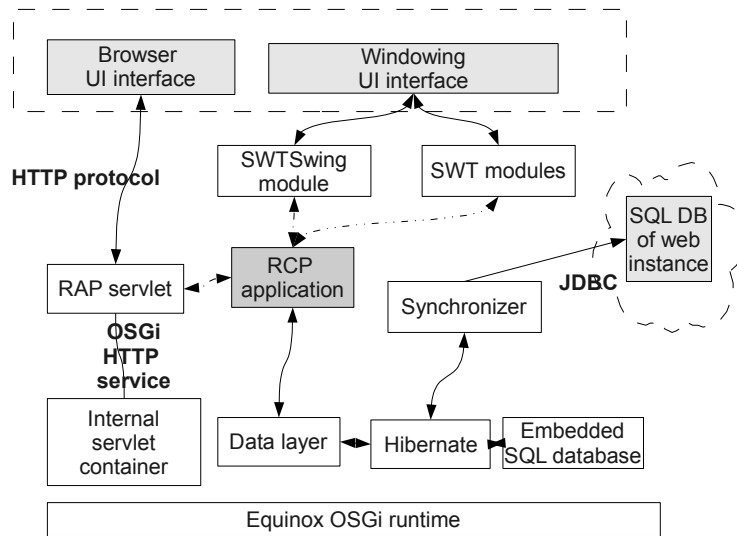 Browser
UI interface
Windowing
UI interface
SWTSwing
module
SWT modules
HTTP protocol
SQL DB
of web
instance
RCP
application
JDBC
RAP servlet
Synchronizer
OSGi
HTTP
service
Internal
servlet
container
Data layer
Hibernate
Embedded
SQL database
Equinox OSGi runtime